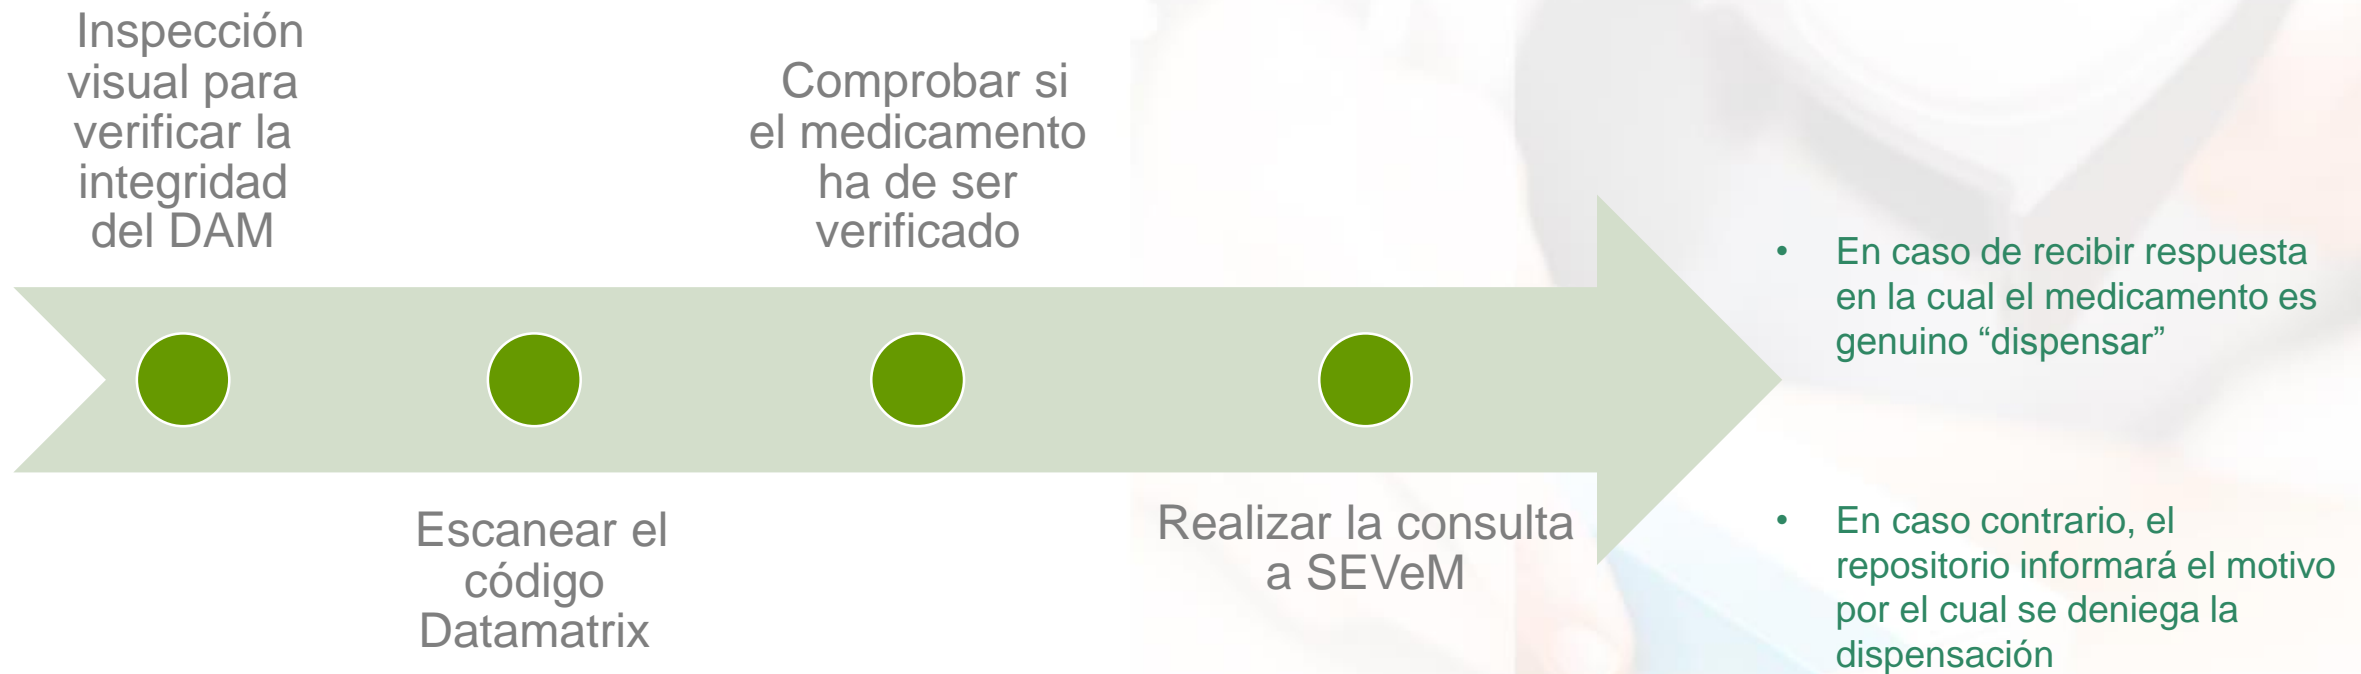 Inspección
visual para
verificar la
integridad
del DAM
Escanear el
código
Datamatrix
Comprobar si
el medicamento
ha de ser
verificado
Realizar la consulta
a SEVeM
• En caso de recibir respuesta
en la cual el medicamento es
genuino “dispensar”
• En caso contrario, el
repositorio informará el motivo
por el cual se deniega la
dispensación